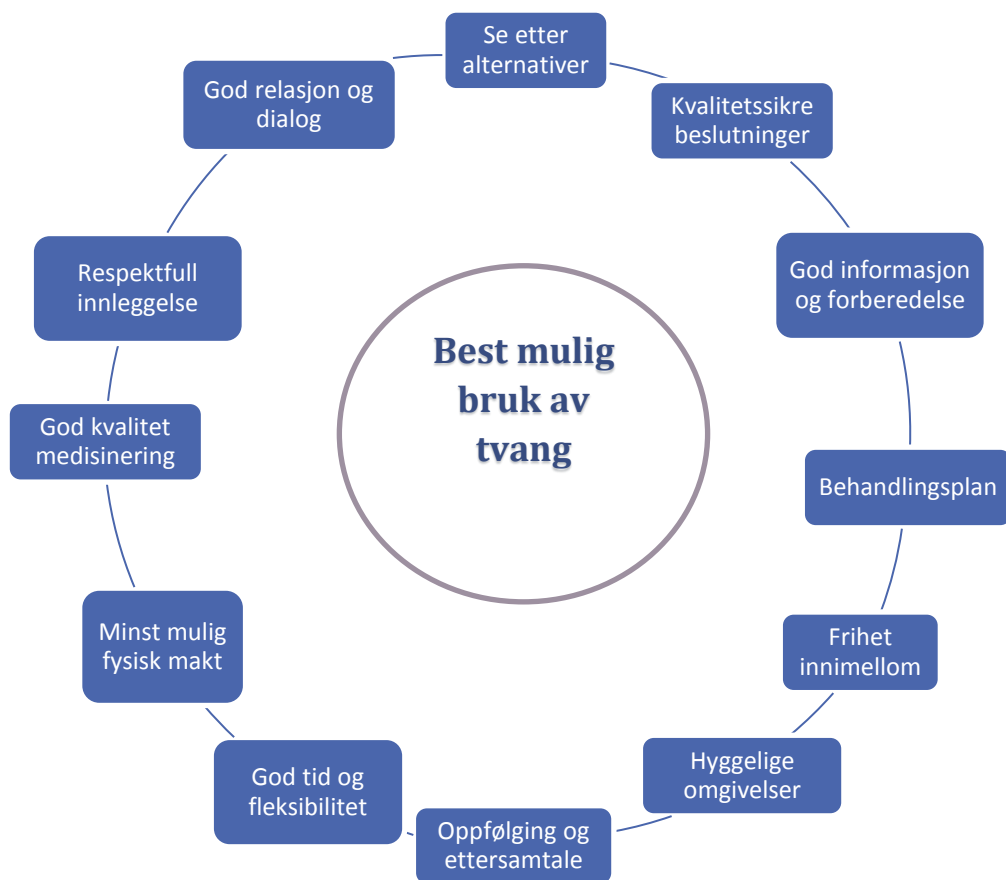 Se etter
alternativer
Kvalitetssikre
beslutninger
God informasjon
og forberedelse
Behandlingsplan
Frihet
innimellom
Hyggelige
omgivelser
Oppfølging og
ettersamtale
God tid og
fleksibilitet
Minst mulig
fysisk makt
God kvalitet
medisinering
Respektfull
innleggelse
God relasjon og
dialog
Best mulig
bruk av
tvang